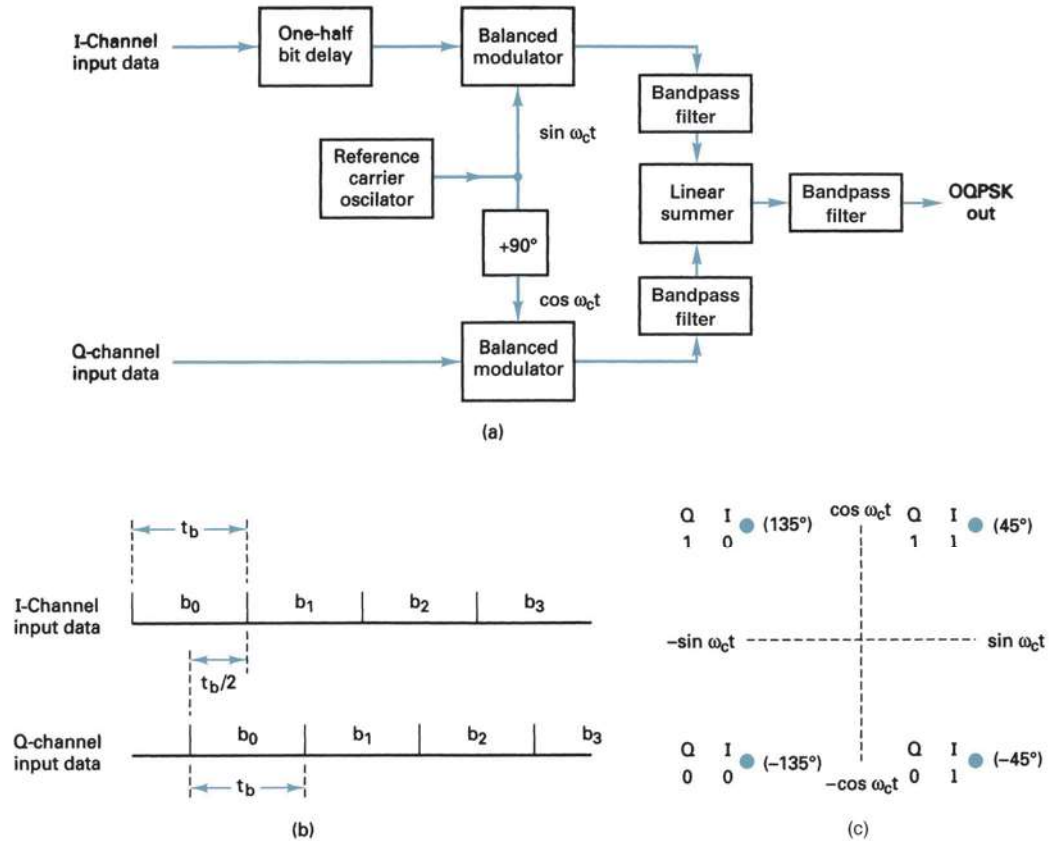 I-Channel
input data
One-half
bit delay
Balanced
modulator
Bandpass
filter
sin ωct
Reference
carrier
oscilator
Linear
summer
Bandpass
filter
OQPSK
out
+90°
cos ωct
Bandpass
filter
Q-channel
input data
Balanced
modulator
(a)
tb
I-Channel
input data
b0 b1 b2 b3
tb/2
Q-channel
input data
b0 b1 b2 b3
tb
(b)
Q I
1 0
(135°)
cos ωct
Q I
1 1
(45°)
−sin ωct
sin ωct
Q I
0 0
(−135°)
−cos ωct
Q I
0 1
(−45°)
(c)